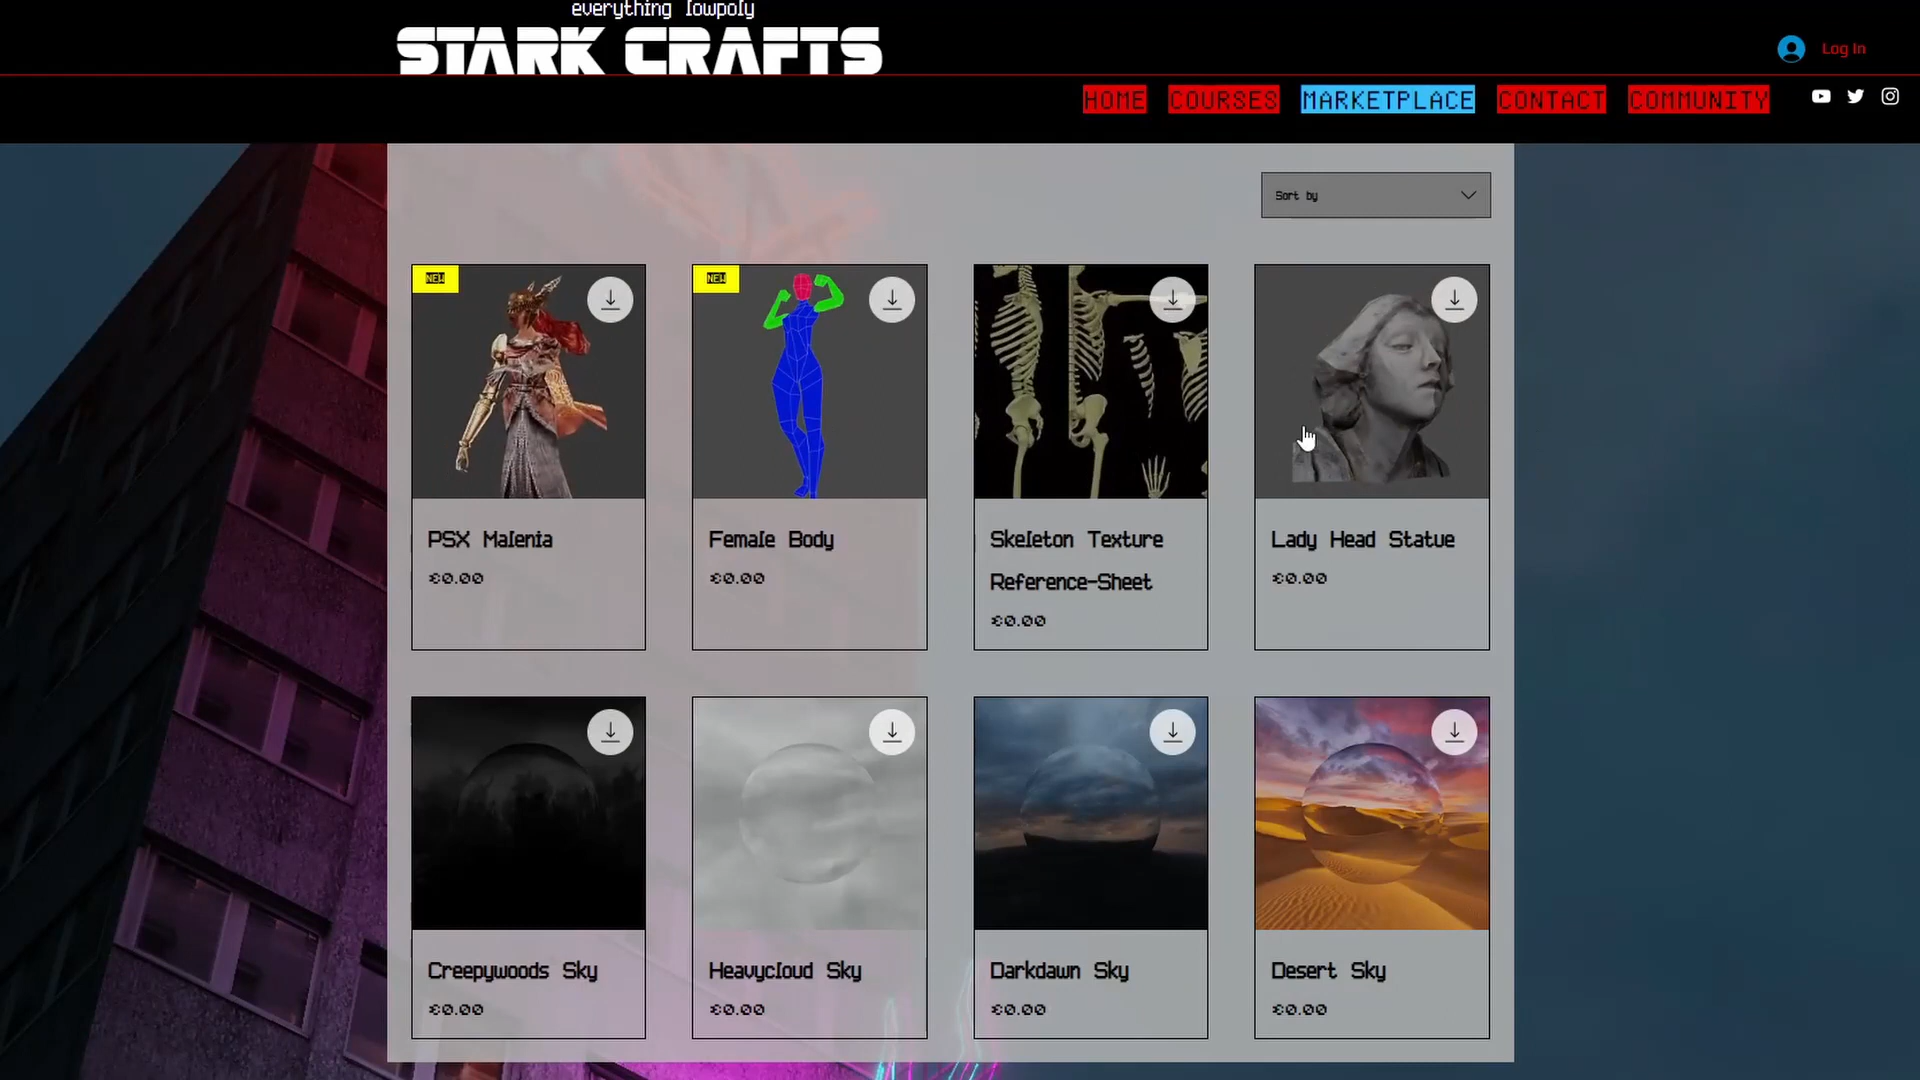 everything lowpoly
STARK CRAFTS
Log In
HOME COURSES MARKETPLACE CONTACT COMMUNITY
Sort by
NEW
NEW
PSX Malenia
€0.00
Female Body
€0.00
Skeleton Texture
Reference-Sheet
€0.00
Lady Head Statue
€0.00
Creepywoods Sky
€0.00
Heavycloud Sky
€0.00
Darkdawn Sky
€0.00
Desert Sky
€0.00